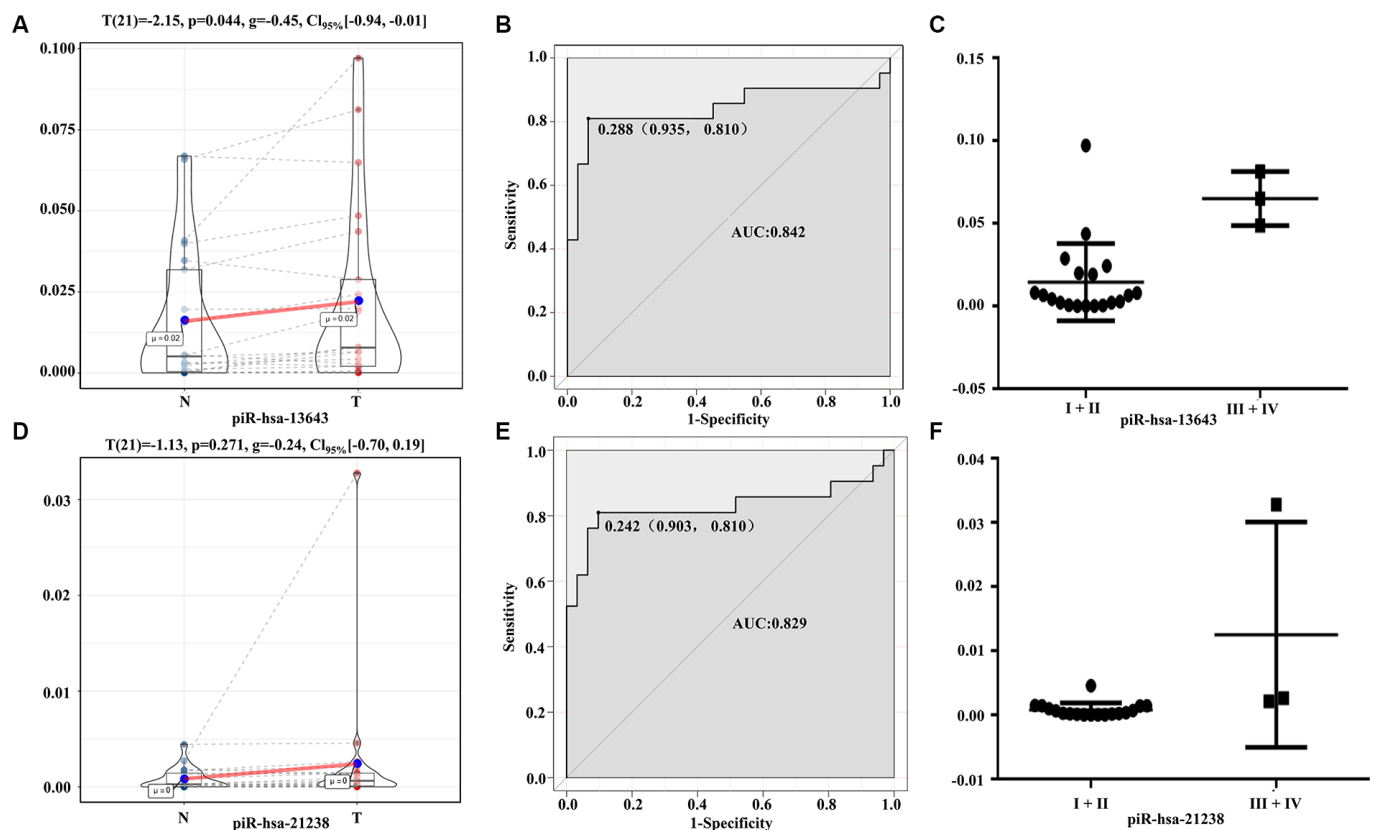 A
T(21)=-2.15, p=0.044, g=-0.45, CI95%[-0.94, -0.01]
0.100
0.075
0.050
0.025
0.000
μ = 0.02
μ = 0.02
N
T
piR-hsa-13643
B
1.0
0.8
0.6
0.4
0.2
0.0
Sensitivity
0.288（0.935， 0.810）
AUC:0.842
0.0 0.2 0.4 0.6 0.8 1.0
1-Specificity
C
0.15
0.10
0.05
0.00
-0.05
I + II
III + IV
piR-hsa-13643
D
T(21)=-1.13, p=0.271, g=-0.24, CI95%[-0.70, 0.19]
0.03
0.02
0.01
0.00
μ = 0
μ = 0
N
T
piR-hsa-21238
E
1.0
0.8
0.6
0.4
0.2
0.0
Sensitivity
0.242（0.903， 0.810）
AUC:0.829
0.0 0.2 0.4 0.6 0.8 1.0
1-Specificity
F
0.04
0.03
0.02
0.01
0.00
-0.01
I + II
III + IV
piR-hsa-21238